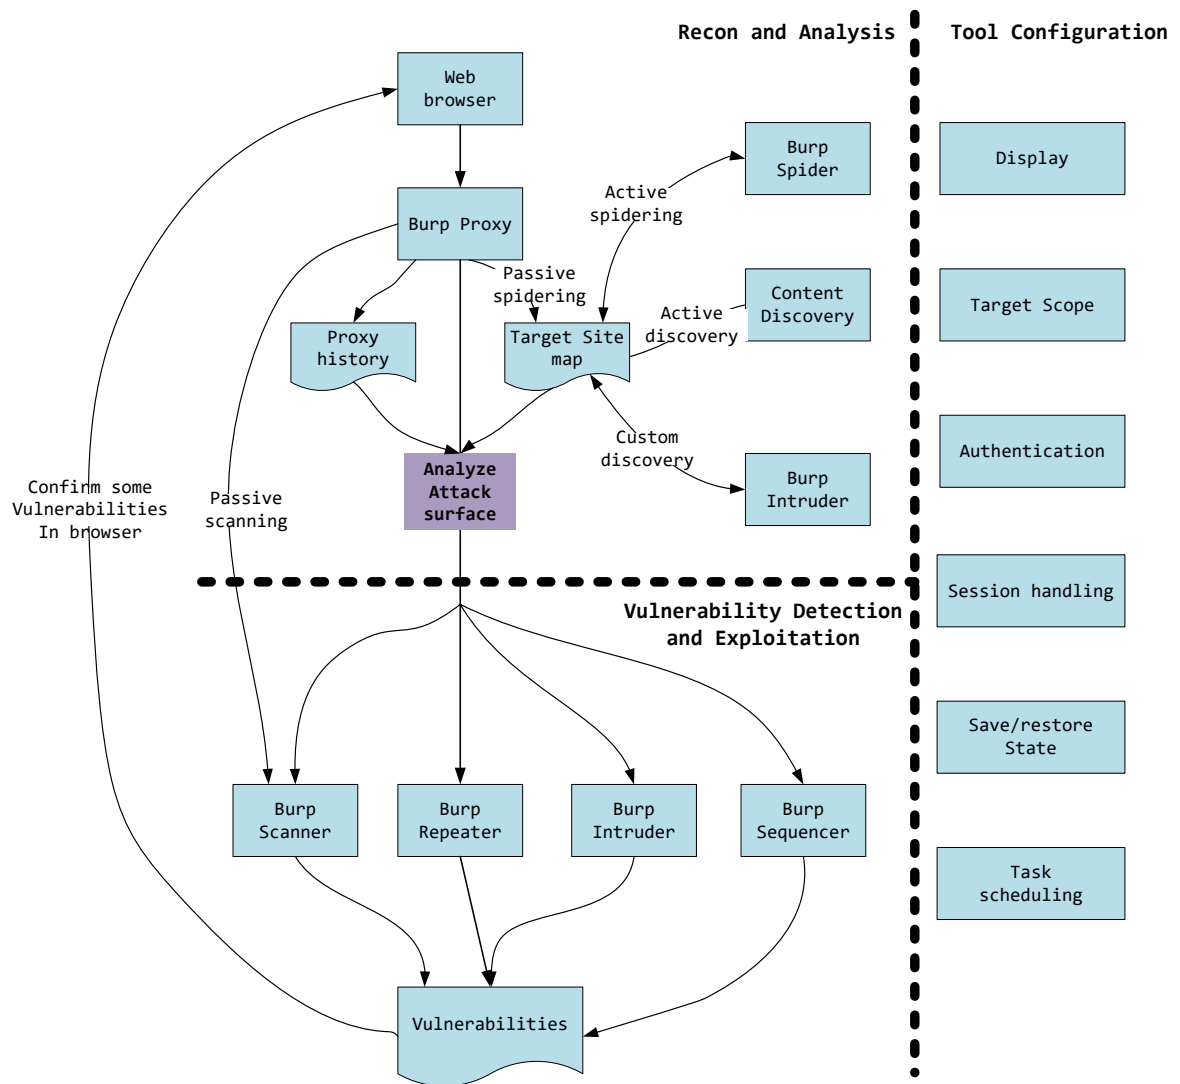 Recon and Analysis
Tool Configuration
Web
browser
Burp
Spider
Display
Active
spidering
Burp Proxy
Passive
spidering
Content
Discovery
Target Scope
Active
discovery
Proxy
history
Target Site
map
Custom
discovery
Authentication
Analyze
Attack
surface
Burp
Intruder
Confirm some
Vulnerabilities
In browser
Passive
scanning
Session handling
Vulnerability Detection
and Exploitation
Save/restore
State
Burp
Scanner
Burp
Repeater
Burp
Intruder
Burp
Sequencer
Task
scheduling
Vulnerabilities